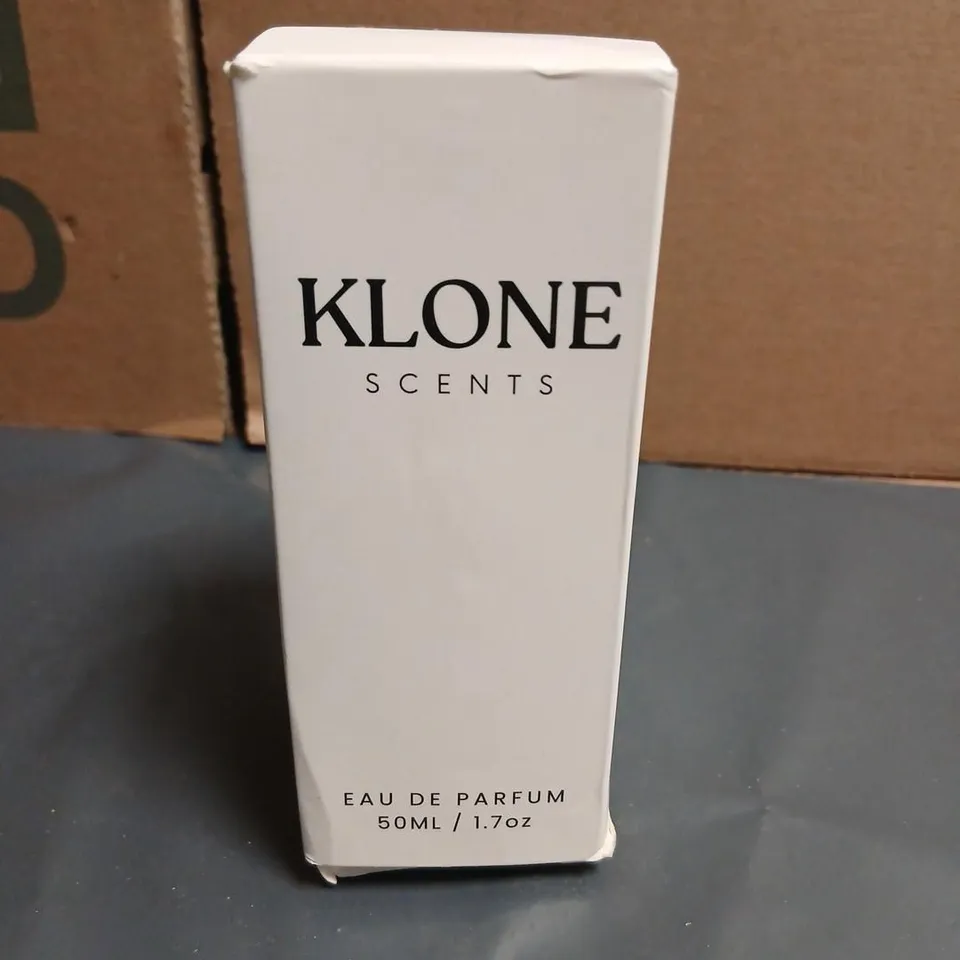 KLONE
SCENTS
EAU DE PARFUM
50ML / 1.7oz